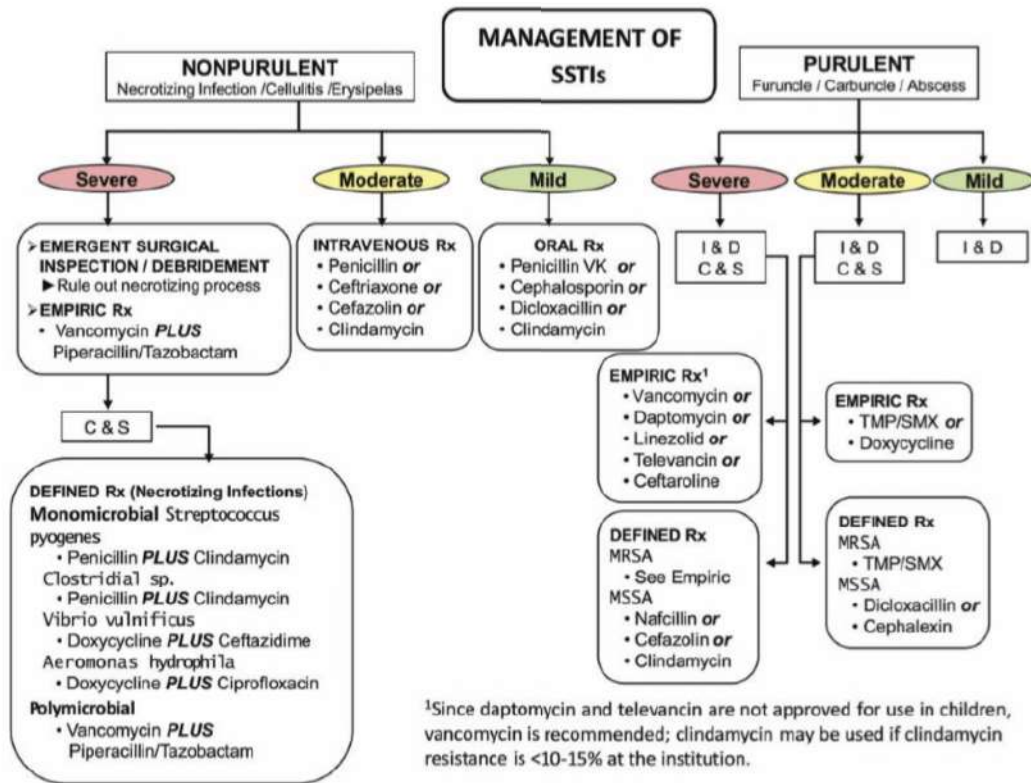 MANAGEMENT OF
SSTIs
NONPURULENT
Necrotizing Infection /Cellulitis /Erysipelas
PURULENT
Furuncle / Carbuncle / Abscess
Severe
Moderate
Mild
Severe
Moderate
Mild
➢EMERGENT SURGICAL
INSPECTION / DEBRIDEMENT
►Rule out necrotizing process
➢EMPIRIC Rx
• Vancomycin PLUS
Piperacillin/Tazobactam
INTRAVENOUS Rx
• Penicillin or
• Ceftriaxone or
• Cefazolin or
• Clindamycin
ORAL Rx
• Penicillin VK or
• Cephalosporin or
• Dicloxacillin or
• Clindamycin
I & D
C & S
I & D
C & S
I & D
C & S
DEFINED Rx (Necrotizing Infections)
Monomicrobial Streptococcus
pyogenes
• Penicillin PLUS Clindamycin
Clostridial sp.
• Penicillin PLUS Clindamycin
Vibrio vulnificus
• Doxycycline PLUS Ceftazidime
Aeromonas hydrophila
• Doxycycline PLUS Ciprofloxacin
Polymicrobial
• Vancomycin PLUS
Piperacillin/Tazobactam
EMPIRIC Rx¹
• Vancomycin or
• Daptomycin or
• Linezolid or
• Televancin or
• Ceftaroline
EMPIRIC Rx
• TMP/SMX or
• Doxycycline
DEFINED Rx
MRSA
• See Empiric
MSSA
• Nafcillin or
• Cefazolin or
• Clindamycin
DEFINED Rx
MRSA
• TMP/SMX
MSSA
• Dicloxacillin or
• Cephalexin
¹Since daptomycin and televancin are not approved for use in children,
vancomycin is recommended; clindamycin may be used if clindamycin
resistance is <10-15% at the institution.